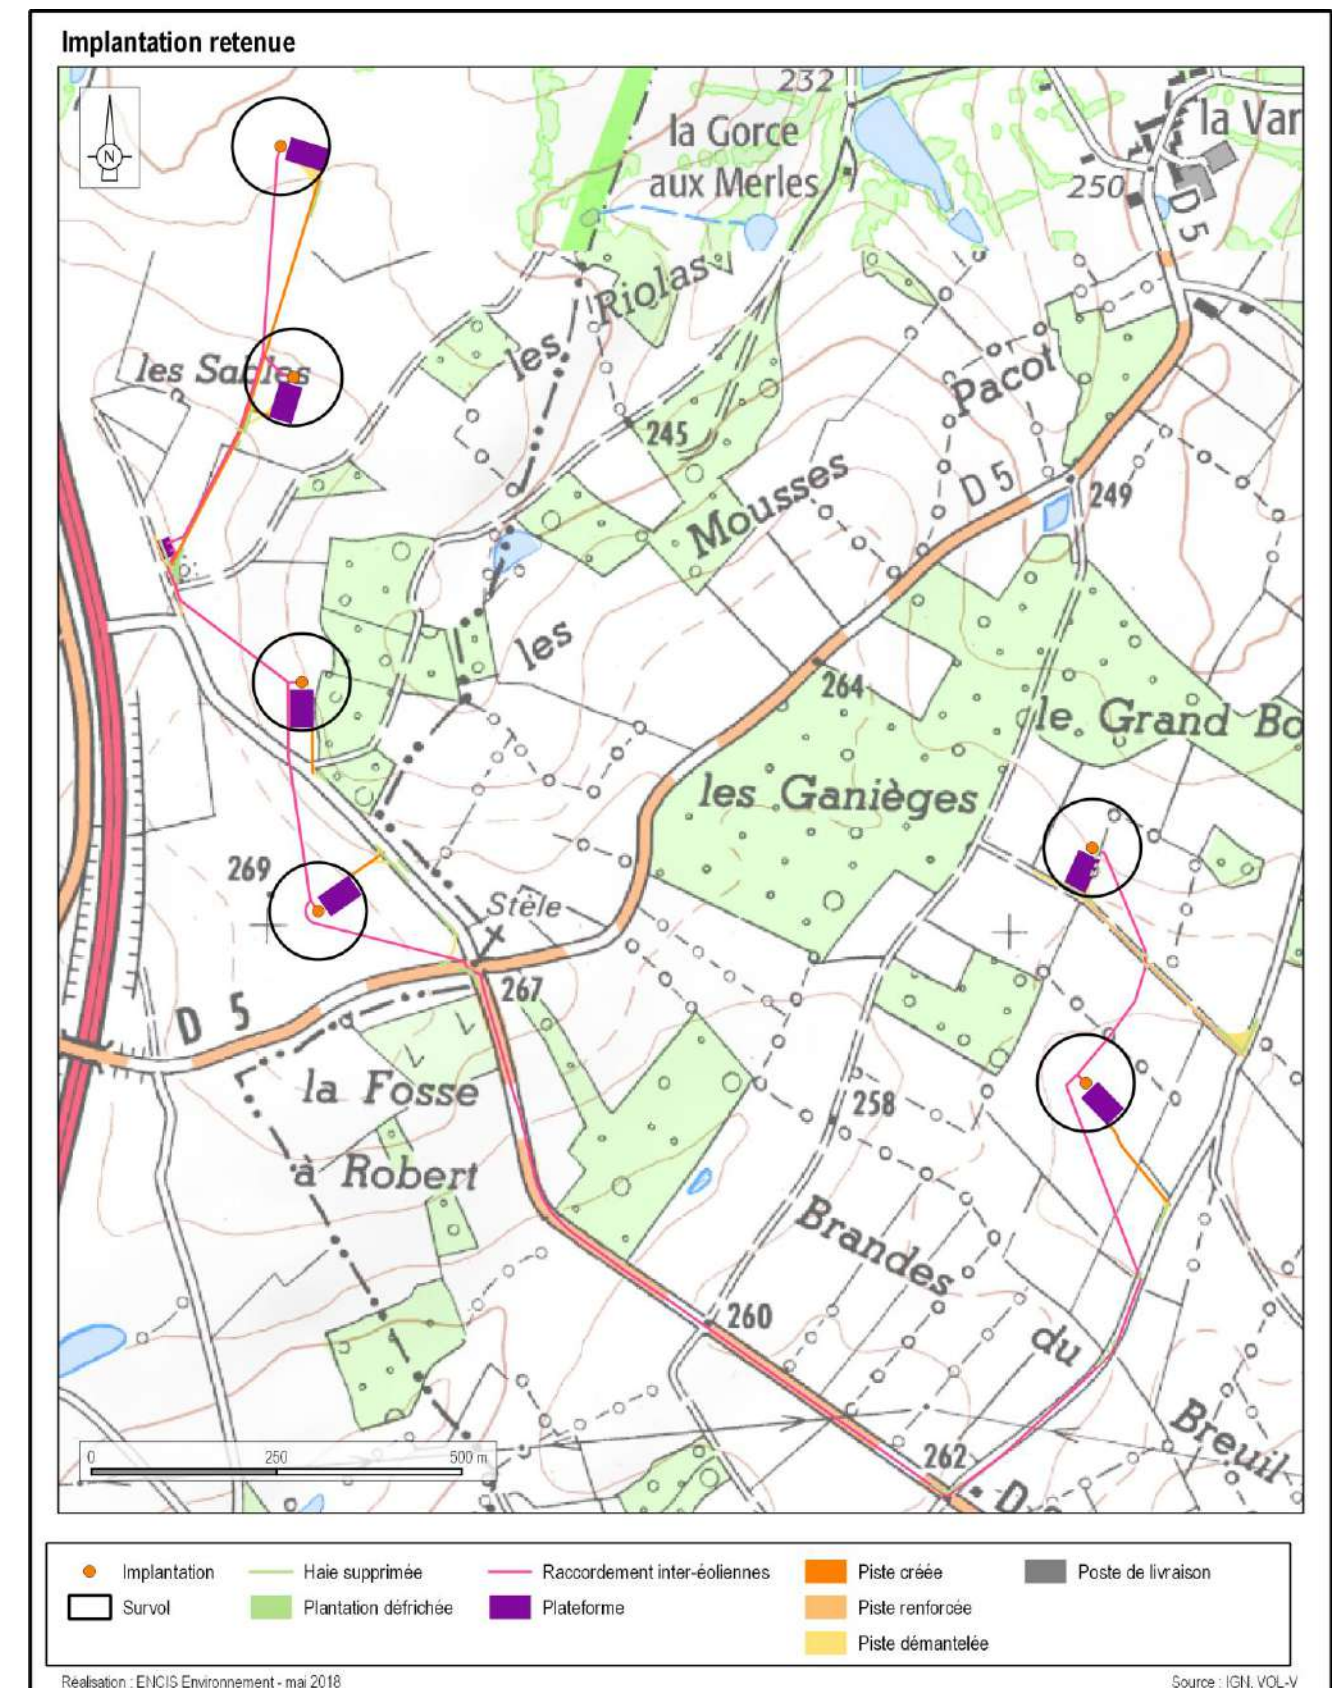 Implantation retenue
N
232
la Gorce
aux Merles
la Var
250
D 5
les Riolas
les Sables
Pacot
245
les Mousses
D 5
249
264
le Grand Bo
les Ganièges
269
Stèle
267
D 5
la Fosse
à Robert
258
Brandes
du
Breuil
260
262
D
0 250 500 m
Implantation Haie supprimée Raccordement inter-éoliennes Piste créée Poste de livraison
Survol Plantation défrichée Plateforme Piste renforcée
Piste démantelée
Réalisation : ENCIS Environnement - mai 2018 Source : IGN, VOL-V